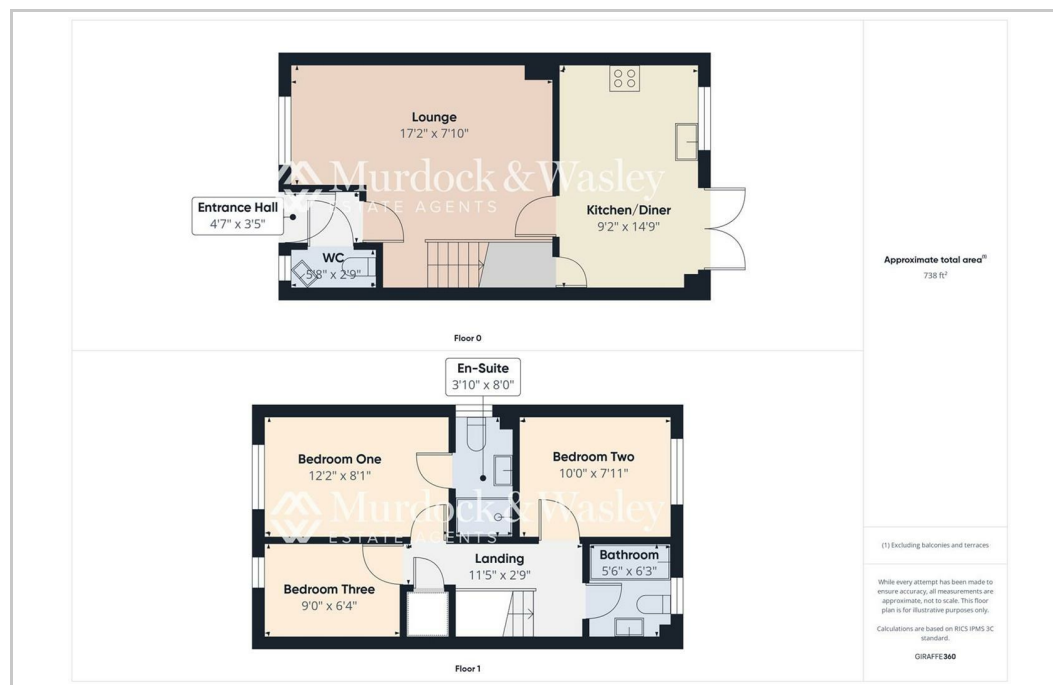 Lounge
17'2" x 7'10"
Murdock & Wasley
ESTATE AGENTS
Entrance Hall
4'7" x 3'5"
Kitchen/Diner
9'2" x 14'9"
WC
5'8" x 2'9"
Floor 0
Approximate total area(1)
738 ft²
En-Suite
3'10" x 8'0"
Bedroom One
12'2" x 8'1"
Bedroom Two
10'0" x 7'11"
Murdock & Wasley
ESTATE AGENTS
Landing
11'5" x 2'9"
Bathroom
5'6" x 6'3"
Bedroom Three
9'0" x 6'4"
Floor 1
(1) Excluding balconies and terraces
While every attempt has been made to
ensure accuracy, all measurements are
approximate, not to scale. This floor
plan is for illustrative purposes only.
Calculations are based on RICS IPMS 3C
standard.
GIRAFFE360